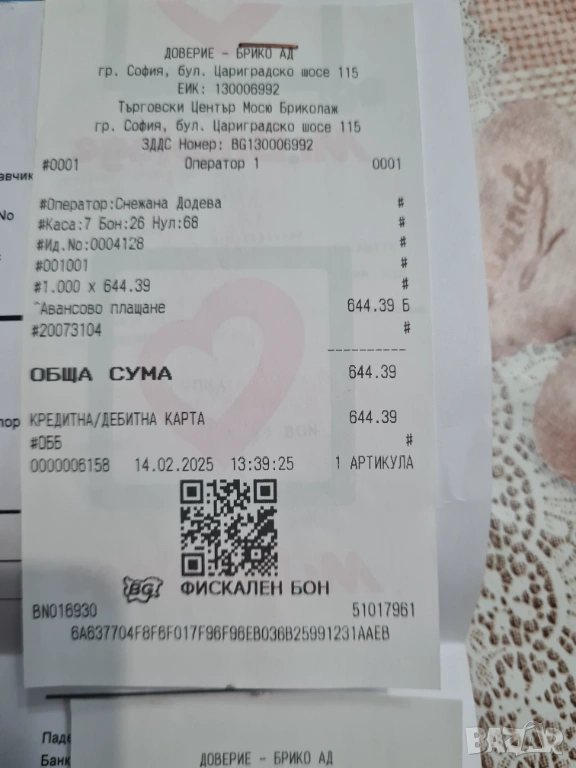 ДОВЕРИЕ - БРИКО АД
гр. София, бул. Цариградско шосе 115
ЕИК: 130006992
Търговски Център Мосю Бриколаж
гр. София, бул. Цариградско шосе 115
ЗДДС Номер: BG130006992
#0001 Оператор 1 0001
#Оператор:Снежана Додева #
#Каса:7 Бон:26 Нул:68 #
#Ид.No:0004128 #
#001001 #
#1.000 x 644.39 #
^Авансово плащане 644.39 Б
#20073104 #
ОБЩА СУМА 644.39
КРЕДИТНА/ДЕБИТНА КАРТА 644.39
#ОББ #
0000006158 14.02.2025 13:39:25 1 АРТИКУЛА
BG! ФИСКАЛЕН БОН
BN016930 51017961
6A637704F8F6F017F96F96EB036B25991231AAEB
ДОВЕРИЕ - БРИКО АД
No
Банк
BAZAR